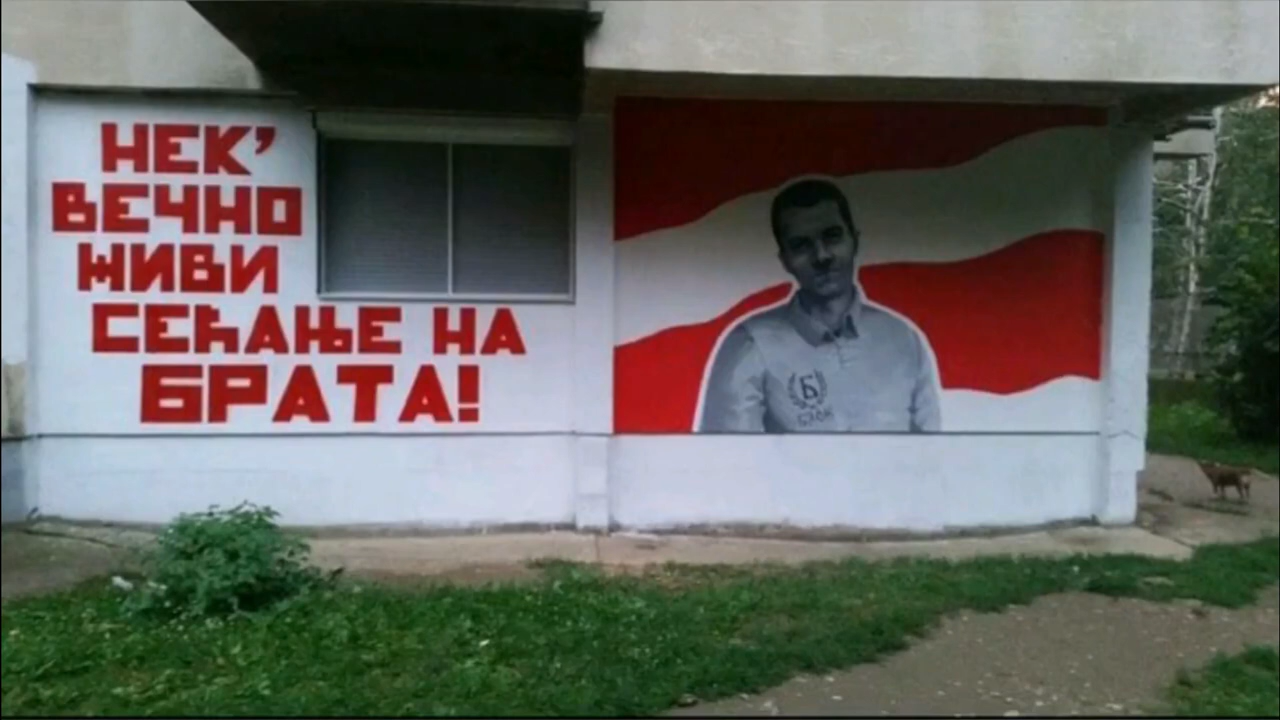 НЕК'
ВЕЧНО
ЖИВИ
СЕЋАЊЕ НА
БРАТА!
Б